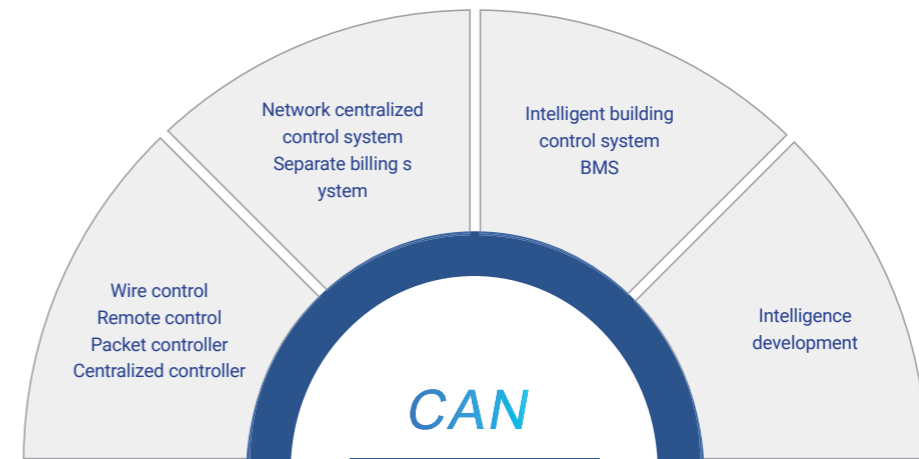 Network centralized
control system
Separate billing s
ystem
Intelligent building
control system
BMS
Wire control
Remote control
Packet controller
Centralized controller
Intelligence
development
CAN